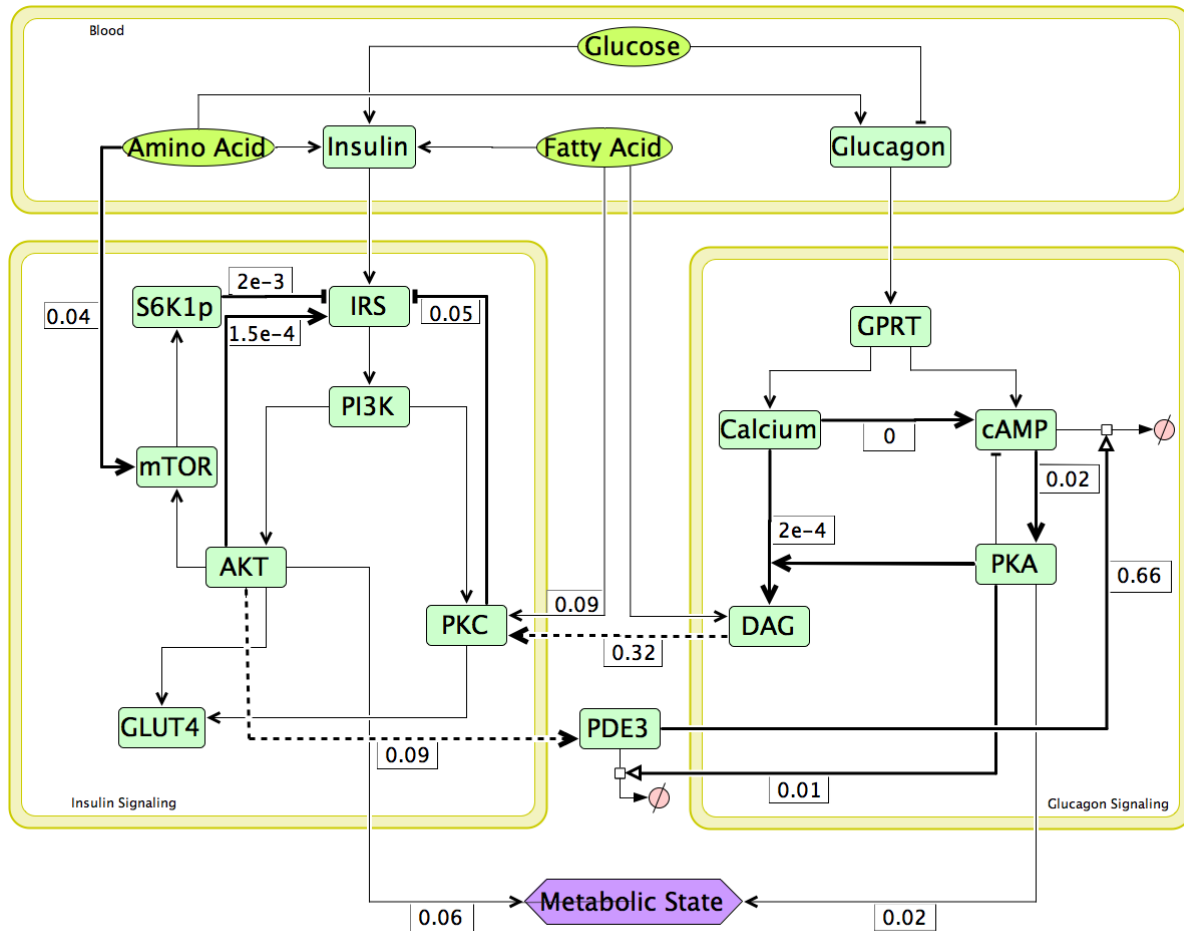 Blood
Glucose
Amino Acid
Insulin
Fatty Acid
Glucagon
S6K1p
2e-3
IRS
0.05
0.04
1.5e-4
GPRT
PI3K
Calcium
0
cAMP
mTOR
0.02
2e-4
AKT
PKA
0.66
0.09
PKC
DAG
0.32
GLUT4
PDE3
0.09
0.01
Insulin Signaling
Glucagon Signaling
Metabolic State
0.06
0.02